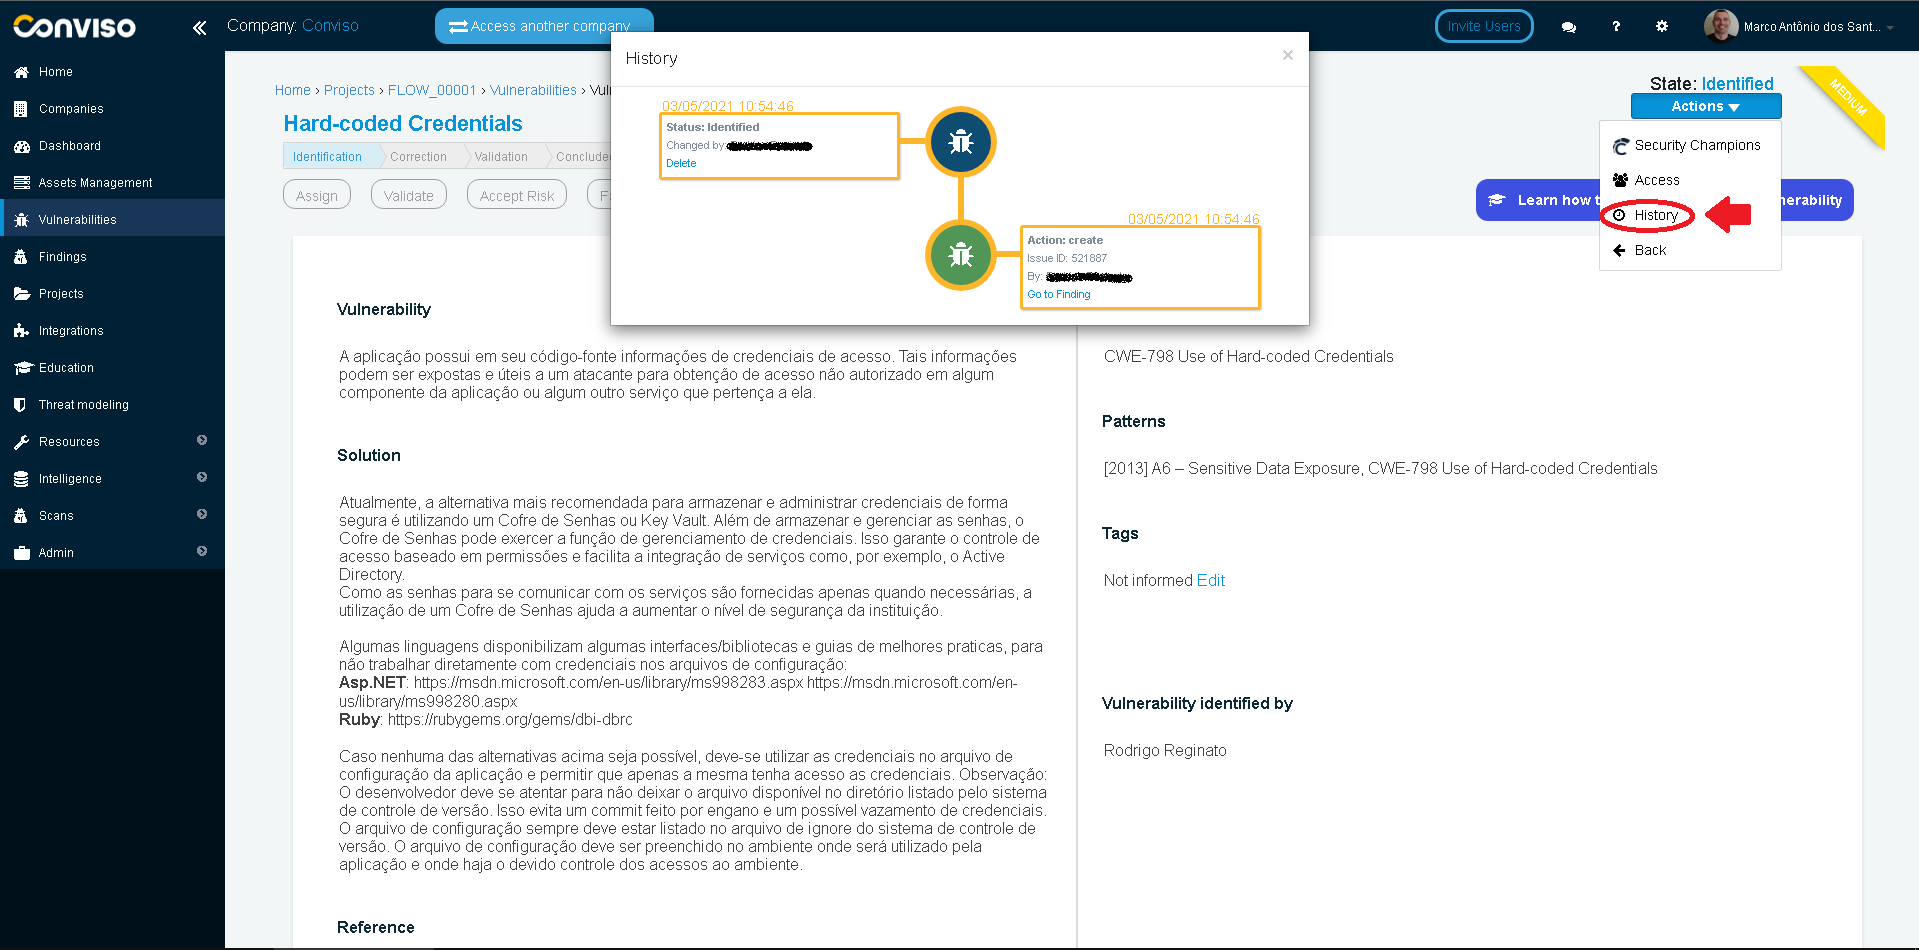 Conviso
Company: Conviso
Access another company
Invite Users
?
Marco Antônio dos Sant...
Home
Companies
Dashboard
Assets Management
Vulnerabilities
Findings
Projects
Integrations
Education
Threat modeling
Resources
Intelligence
Scans
Admin
Home › Projects › FLOW_00001 › Vulnerabilities ›
Hard-coded Credentials
Identification
Correction
Validation
Assign
Validate
Accept Risk
History
×
03/05/2021 10:54:46
Status: Identified
Changed by:
Delete
03/05/2021 10:54:46
Action: create
Issue ID: 521887
By:
Go to Finding
State: Identified
Actions
MEDIUM
Security Champions
Access
History
Back
Learn how
Vulnerability
A aplicação possui em seu código-fonte informações de credenciais de acesso. Tais informações
podem ser expostas e úteis a um atacante para obtenção de acesso não autorizado em algum
componente da aplicação ou algum outro serviço que pertença a ela.
Solution
Atualmente, a alternativa mais recomendada para armazenar e administrar credenciais de forma
segura é utilizando um Cofre de Senhas ou Key Vault. Além de armazenar e gerenciar as senhas, o
Cofre de Senhas pode exercer a função de gerenciamento de credenciais. Isso garante o controle de
acesso baseado em permissões e facilita a integração de serviços como, por exemplo, o Active
Directory.
Como as senhas para se comunicar com os serviços são fornecidas apenas quando necessárias, a
utilização de um Cofre de Senhas ajuda a aumentar o nível de segurança da instituição.
Algumas linguagens disponibilizam algumas interfaces/bibliotecas e guias de melhores praticas, para
não trabalhar diretamente com credenciais nos arquivos de configuração:
Asp.NET: https://msdn.microsoft.com/en-us/library/ms998283.aspx https://msdn.microsoft.com/en-
us/library/ms998280.aspx
Ruby: https://rubygems.org/gems/dbi-dbrc
Caso nenhuma das alternativas acima seja possível, deve-se utilizar as credenciais no arquivo de
configuração da aplicação e permitir que apenas a mesma tenha acesso as credenciais. Observação:
O desenvolvedor deve se atentar para não deixar o arquivo disponível no diretório listado pelo sistema
de controle de versão. Isso evita um commit feito por engano e um possível vazamento de credenciais.
O arquivo de configuração sempre deve estar listado no arquivo de ignore do sistema de controle de
versão. O arquivo de configuração deve ser preenchido no ambiente onde será utilizado pela
aplicação e onde haja o devido controle dos acessos ao ambiente.
Reference
CWE-798 Use of Hard-coded Credentials
Patterns
[2013] A6 – Sensitive Data Exposure, CWE-798 Use of Hard-coded Credentials
Tags
Not informed Edit
Vulnerability identified by
Rodrigo Reginato